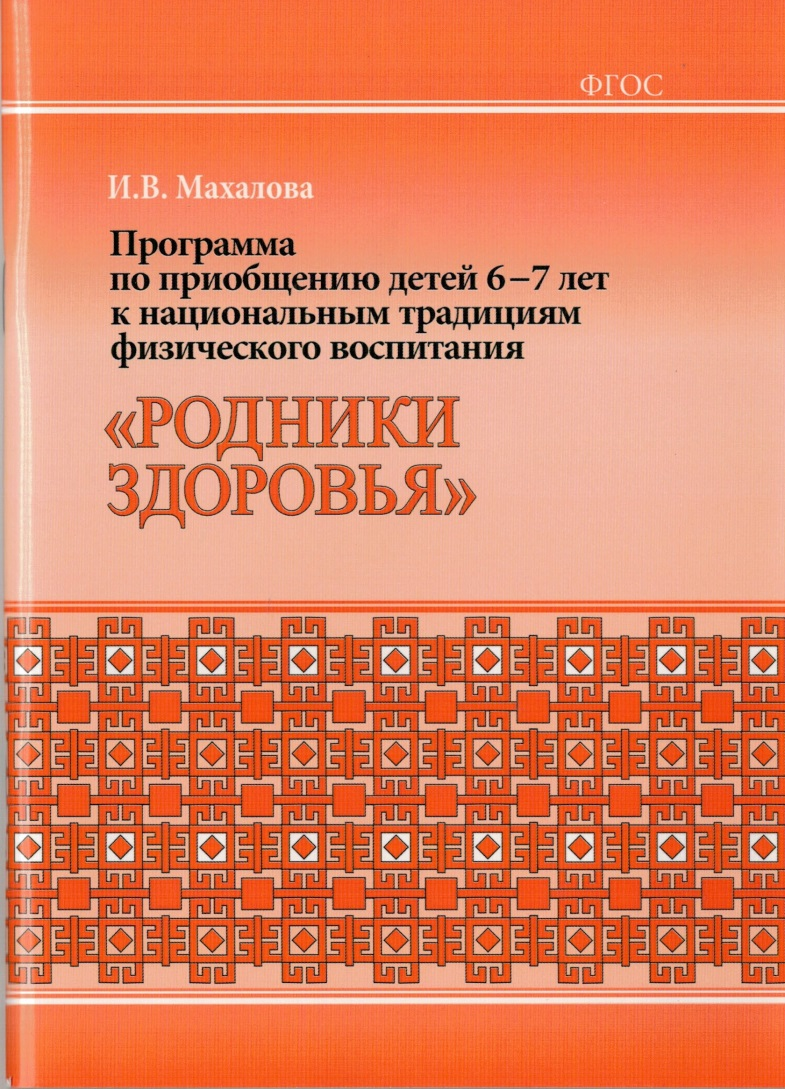 ФГОС
И.В. Махалова
Программа
по приобщению детей 6–7 лет
к национальным традициям
физического воспитания
«РОДНИКИ
ЗДОРОВЬЯ»